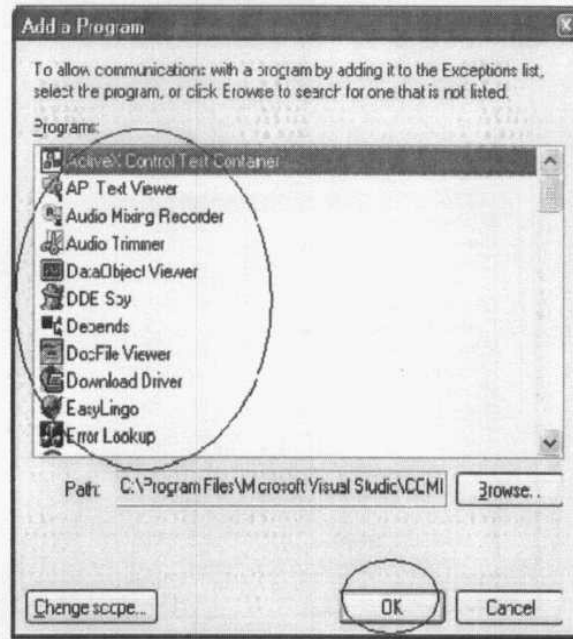 Add a Program
To allow communications with a program by adding it to the Exceptions list,
select the program, or click Browse to search for one that is not listed.
Programs:
ActiveX Control Test Container
AP Text Viewer
Audio Mixing Recorder
Audio Trimmer
DataObject Viewer
DDE Spy
Depends
DocFile Viewer
Download Driver
EasyLingo
Error Lookup
Path: C:\Program Files\Microsoft Visual Studio\COMM
Browse...
Change scope...
OK
Cancel